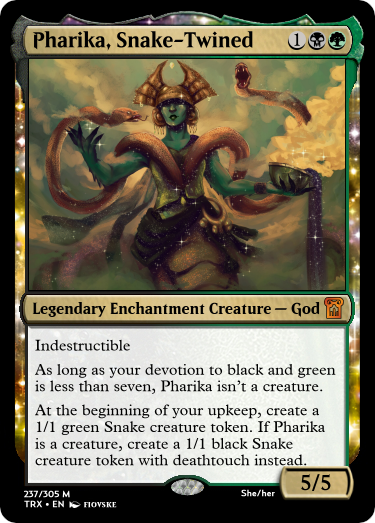 Pharika, Snake-Twined 1
Legendary Enchantment Creature — God
Indestructible
As long as your devotion to black and green
is less than seven, Pharika isn't a creature.
At the beginning of your upkeep, create a
1/1 green Snake creature token. If Pharika
is a creature, create a 1/1 black Snake
creature token with deathtouch instead.
5/5
237/305 M
TRX • EN FIOVSKE
She/her